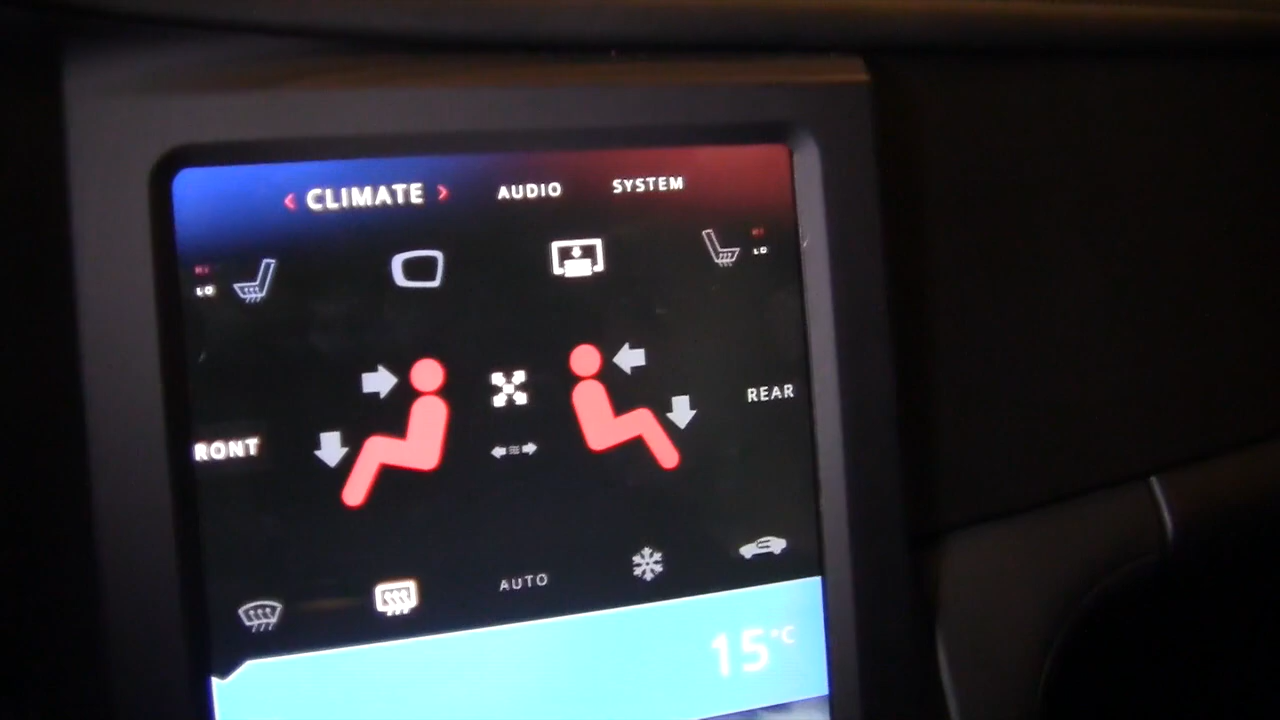 < CLIMATE > AUDIO SYSTEM
LO
LO
REAR
RONT
AUTO
15°C